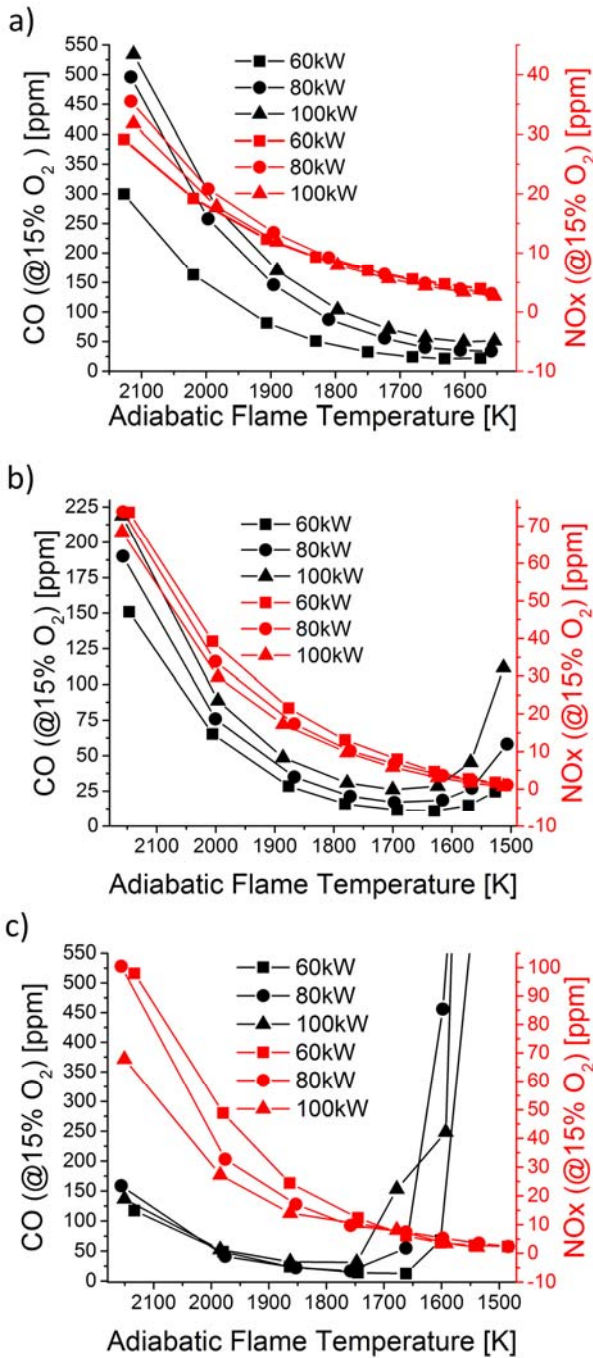 a)
550
500
450
400
350
300
250
200
150
100
50
0
CO (@15% O2 ) [ppm]
60kW
80kW
100kW
60kW
80kW
100kW
40
30
20
10
0
-10
NOx (@15% O2) [ppm]
2100 2000 1900 1800 1700 1600
Adiabatic Flame Temperature [K]
b)
225
200
175
150
125
100
75
50
25
0
CO (@15% O2) [ppm]
60kW
80kW
100kW
60kW
80kW
100kW
70
60
50
40
30
20
10
0
-10
NOx (@15% O2) [ppm]
2100 2000 1900 1800 1700 1600 1500
Adiabatic Flame Temperature [K]
c)
550
500
450
400
350
300
250
200
150
100
50
0
CO (@15% O2) [ppm]
60kW
80kW
100kW
60kW
80kW
100kW
100
90
80
70
60
50
40
30
20
10
0
-10
NOx (@15% O2) [ppm]
2100 2000 1900 1800 1700 1600 1500
Adiabatic Flame Temperature [K]